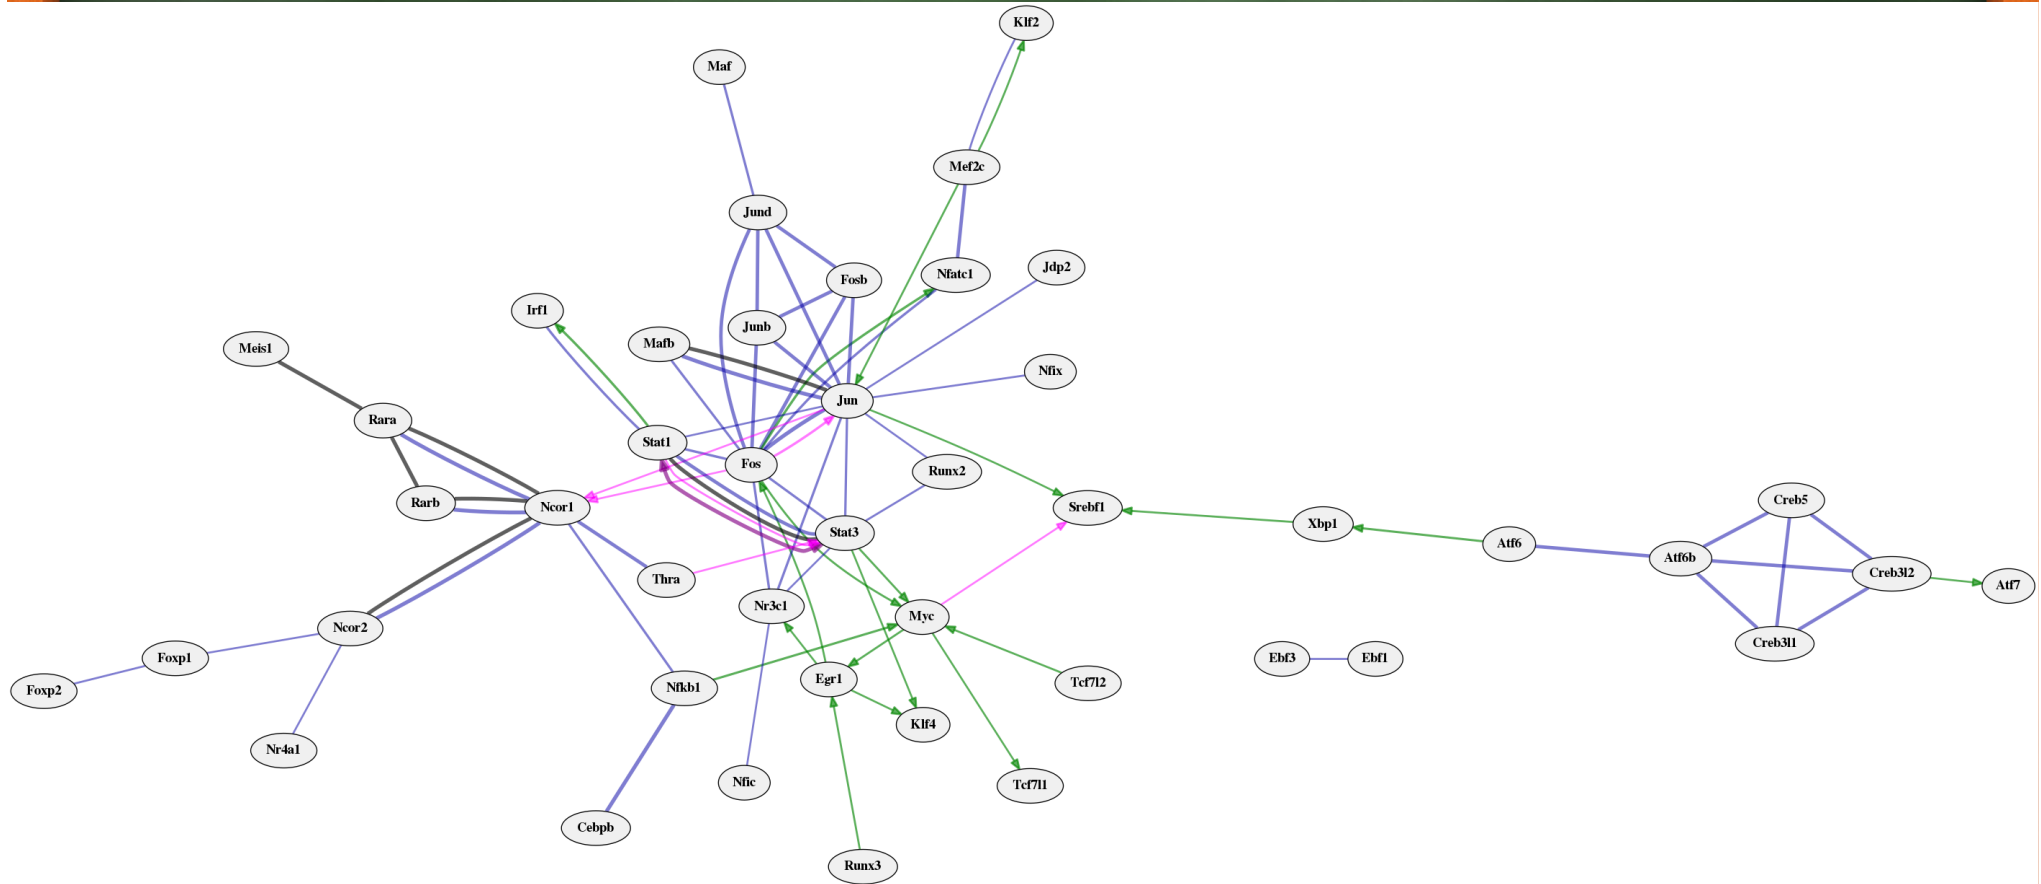 Klf2
Maf
Mef2c
Jund
Jdp2
Nfatc1
Fosb
Irf1
Junb
Mafb
Meis1
Nfix
Jun
Rara
Stat1
Fos
Runx2
Creb5
Rarb
Ncor1
Srebf1
Xbp1
Stat3
Atf6
Atf6b
Creb3l2
Thra
Atf7
Nr3c1
Myc
Ncor2
Creb3l1
Foxp1
Ebf3
Ebf1
Egr1
Tcf7l2
Nfkb1
Foxp2
Klf4
Nr4a1
Nfic
Tcf7l1
Cebpb
Runx3